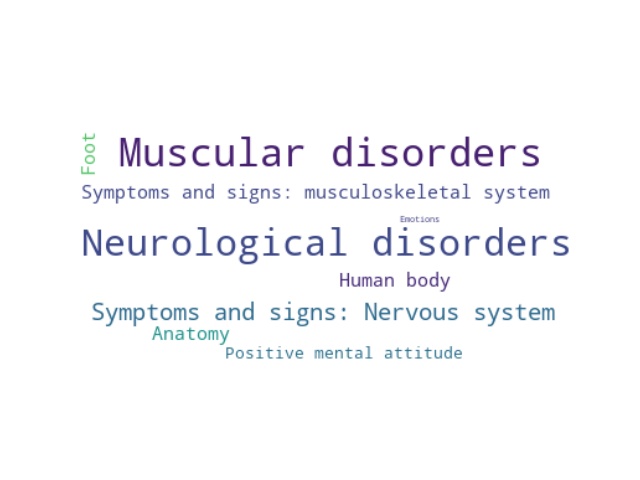 Foot
Muscular disorders
Symptoms and signs: musculoskeletal system
Emotions
Neurological disorders
Human body
Symptoms and signs: Nervous system
Anatomy
Positive mental attitude